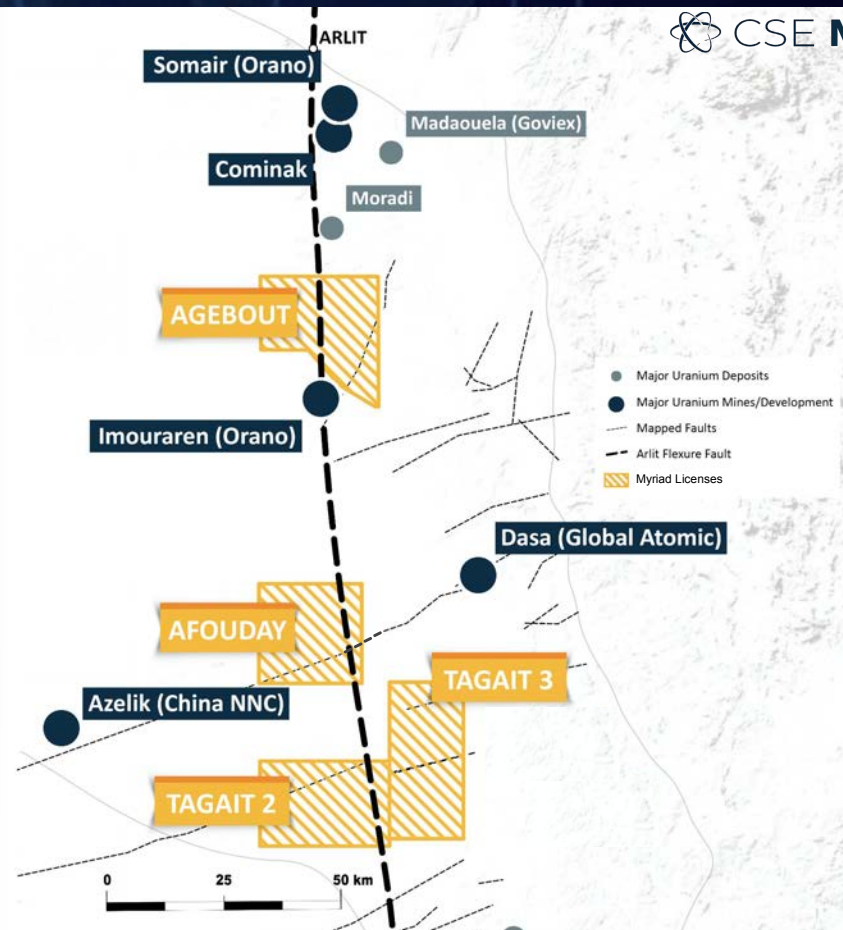 CSE
ARLIT
Somair (Orano)
Madaouela (Goviex)
Cominak
Moradi
AGEBOUT
Major Uranium Deposits
Major Uranium Mines/Development
Mapped Faults
Arlit Flexure Fault
Myriad Licenses
Imouraren (Orano)
Dasa (Global Atomic)
AFOUDAY
TAGAIT 3
Azelik (China NNC)
TAGAIT 2
0 25 50 km